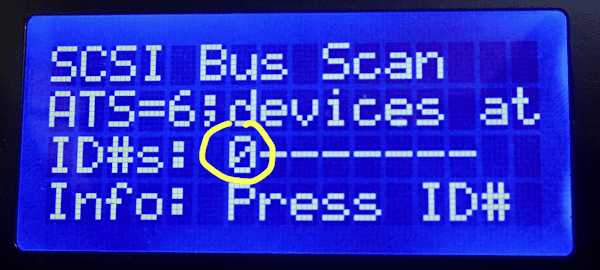 SCSI Bus Scan
ATS=6;devices at
ID#s: 0-------
Info: Press ID#